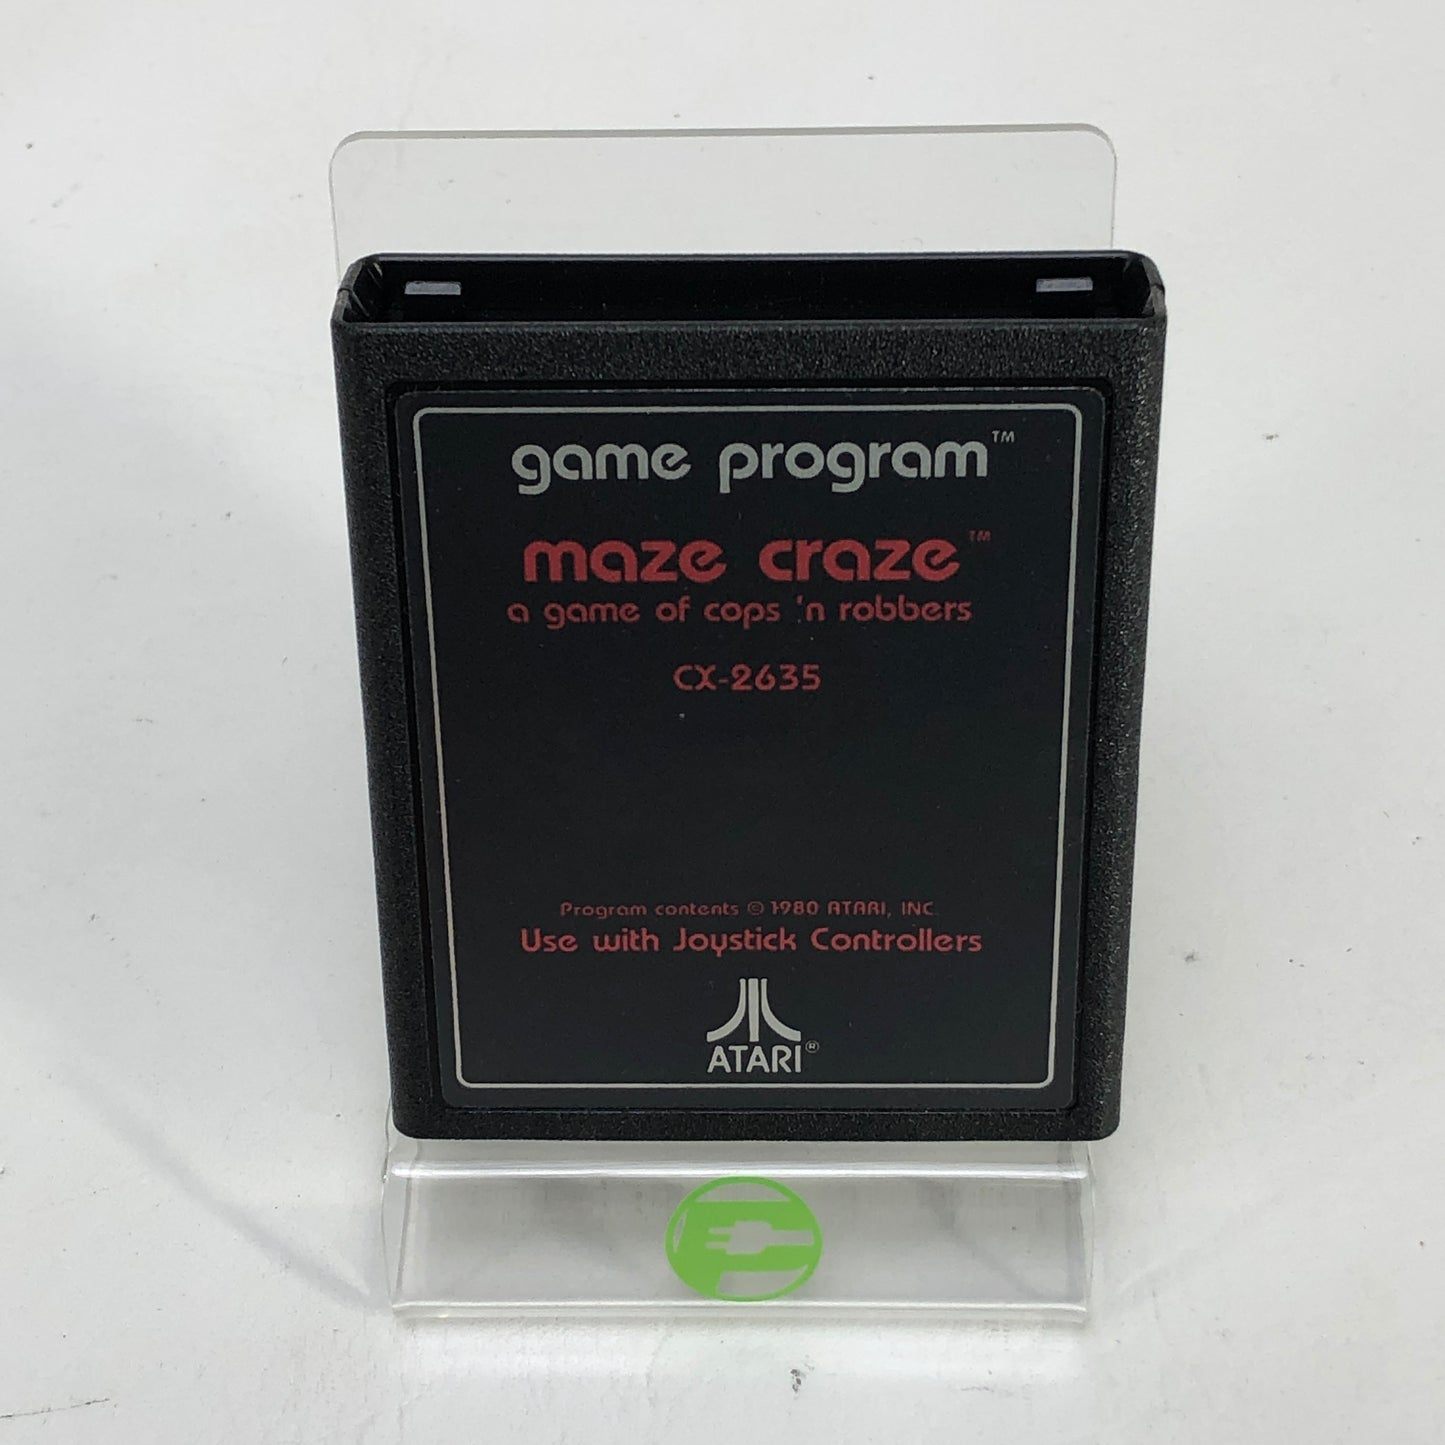 game program™
maze craze™
a game of cops 'n robbers
CX-2635
Program contents © 1980 ATARI, INC.
Use with Joystick Controllers
ATARI®